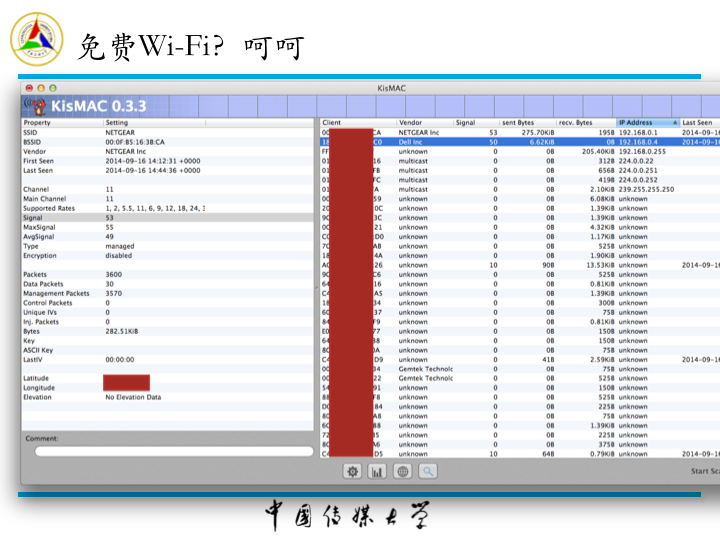 免费Wi-Fi？呵呵
KisMAC
KisMAC 0.3.3
Property Setting
SSID NETGEAR
BSSID 00:0F:B5:16:3B:CA
Vendor NETGEAR Inc
First Seen 2014-09-16 14:12:31 +0000
Last Seen 2014-09-16 14:44:36 +0000
Channel 11
Main Channel 11
Supported Rates 1, 2, 5.5, 11, 6, 9, 12, 18, 24,
Signal 53
MaxSignal 55
AvgSignal 49
Type managed
Encryption disabled
Packets 3600
Data Packets 30
Management Packets 3570
Control Packets 0
Unique IVs 0
Inj. Packets 0
Bytes 282.51KiB
Key
ASCII Key
LastIV 00:00:00
Latitude
Longitude
Elevation No Elevation Data
Comment:
Client Vendor Signal sent Bytes recv. Bytes IP Address Last Seen
CA NETGEAR Inc 53 275.70KiB 195B 192.168.0.1 2014-09-16
C0 Dell Inc 50 6.62KiB 0B 192.168.0.4 2014-09-16
FF unknown 0 0B 205.40KiB 192.168.0.255
01 16 multicast 0 0B 312B 224.0.0.22
01 FB multicast 0 0B 656B 224.0.0.251
01 FC multicast 0 0B 419B 224.0.0.252
01 FA multicast 0 0B 2.10KiB 239.255.255.250
00 59 unknown 0 0B 6.08KiB unknown
20 0C unknown 0 0B 1.39KiB unknown
90 3C unknown 0 0B 1.39KiB unknown
00 21 unknown 0 0B 4.32KiB unknown
C0 D0 unknown 0 0B 1.17KiB unknown
70 AB unknown 0 0B 525B unknown
18 4A unknown 0 0B 1.90KiB unknown
A0 26 unknown 10 90B 13.53KiB unknown 2014-09-16
90 C6 unknown 0 0B 525B unknown
64 16 unknown 0 0B 0.81KiB unknown
C4 A5 unknown 0 0B 1.39KiB unknown
18 34 unknown 0 0B 300B unknown
60 37 unknown 0 0B 75B unknown
84 F9 unknown 0 0B 0.81KiB unknown
E0 77 unknown 0 0B 150B unknown
64 38 unknown 0 0B 150B unknown
80 0A unknown 0 0B 75B unknown
C4 D9 unknown 0 41B 2.59KiB unknown 2014-09-16
00 34 Gemtek Technolo 0 0B 75B unknown
00 22 Gemtek Technolo 0 0B 525B unknown
54 91 unknown 0 0B 150B unknown
88 F8 unknown 0 0B 525B unknown
D0 84 unknown 0 0B 225B unknown
80 A8 unknown 0 0B 75B unknown
60 88 unknown 0 0B 1.39KiB unknown
72 35 unknown 0 0B 225B unknown
80 A6 unknown 0 0B 375B unknown
C4 D5 unknown 10 64B 0.79KiB unknown 2014-09-16
Start Sca
中国传媒大学